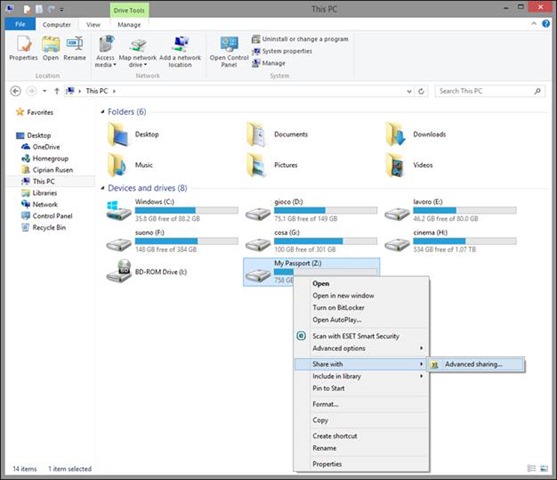 Drive Tools
This PC
File Computer View Manage
Properties Open Rename Access media Map network drive Add a network location Open Control Panel Uninstall or change a program
System properties
Manage
Location Network System
This PC
Search This PC
Favorites
Desktop
OneDrive
Homegroup
Ciprian Rusen
This PC
Libraries
Network
Control Panel
Recycle Bin
Folders (6)
Desktop Documents Downloads
Music Pictures Videos
Devices and drives (8)
Windows (C:) gioco (D:) lavoro (E:)
35.8 GB free of 88.2 GB 75.1 GB free of 149 GB 46.2 GB free of 80.0 GB
suono (F:) cosa (G:) cinema (H:)
148 GB free of 384 GB 100 GB free of 301 GB 534 GB free of 1.07 TB
BD-ROM Drive (I:) My Passport (Z:)
758 GB
Open
Open in new window
Turn on BitLocker
Open AutoPlay...
Scan with ESET Smart Security
Advanced options
Share with Advanced sharing...
Include in library
Pin to Start
Format...
Copy
Create shortcut
Rename
Properties
14 items 1 item selected